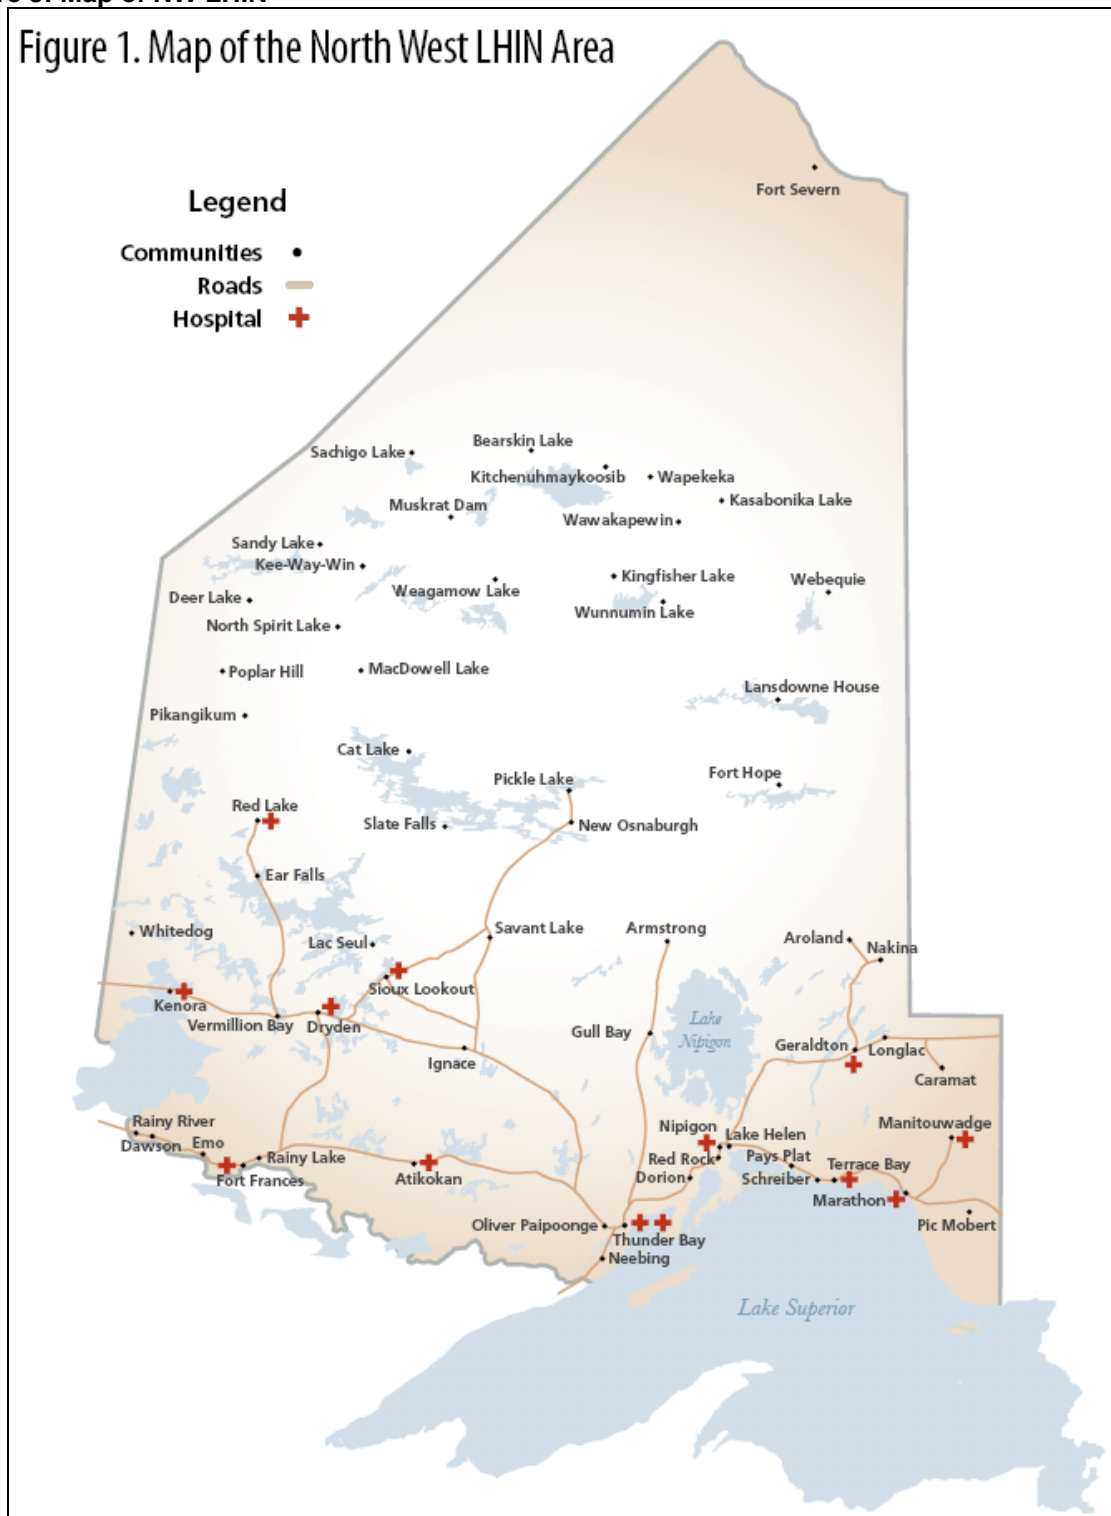 Figure 1. Map of the North West LHIN Area
Fort Severn
Legend
Communities
Roads
Hospital
Bearskin Lake
Sachigo Lake
Kitchenuhmaykoosib
Wapekeka
Kasabonika Lake
Muskrat Dam
Wawakapewin
Sandy Lake
Kee-Way-Win
Kingfisher Lake
Webequie
Weagamow Lake
Deer Lake
Wunnumin Lake
North Spirit Lake
Poplar Hill
MacDowell Lake
Lansdowne House
Pikangikum
Cat Lake
Pickle Lake
Fort Hope
Red Lake
Slate Falls
New Osnaburgh
Ear Falls
Whitedog
Lac Seul
Savant Lake
Armstrong
Aroland
Nakina
Sioux Lookout
Kenora
Vermillion Bay
Dryden
Lake
Nipigon
Gull Bay
Geraldton
Longlac
Ignace
Caramat
Rainy River
Dawson
Emo
Nipigon
Lake Helen
Manitouwadge
Rainy Lake
Red Rock
Pays Plat
Terrace Bay
Fort Frances
Atikokan
Dorion
Schreiber
Marathon
Oliver Paipoonge
Thunder Bay
Pic Mobert
Neebing
Lake Superior